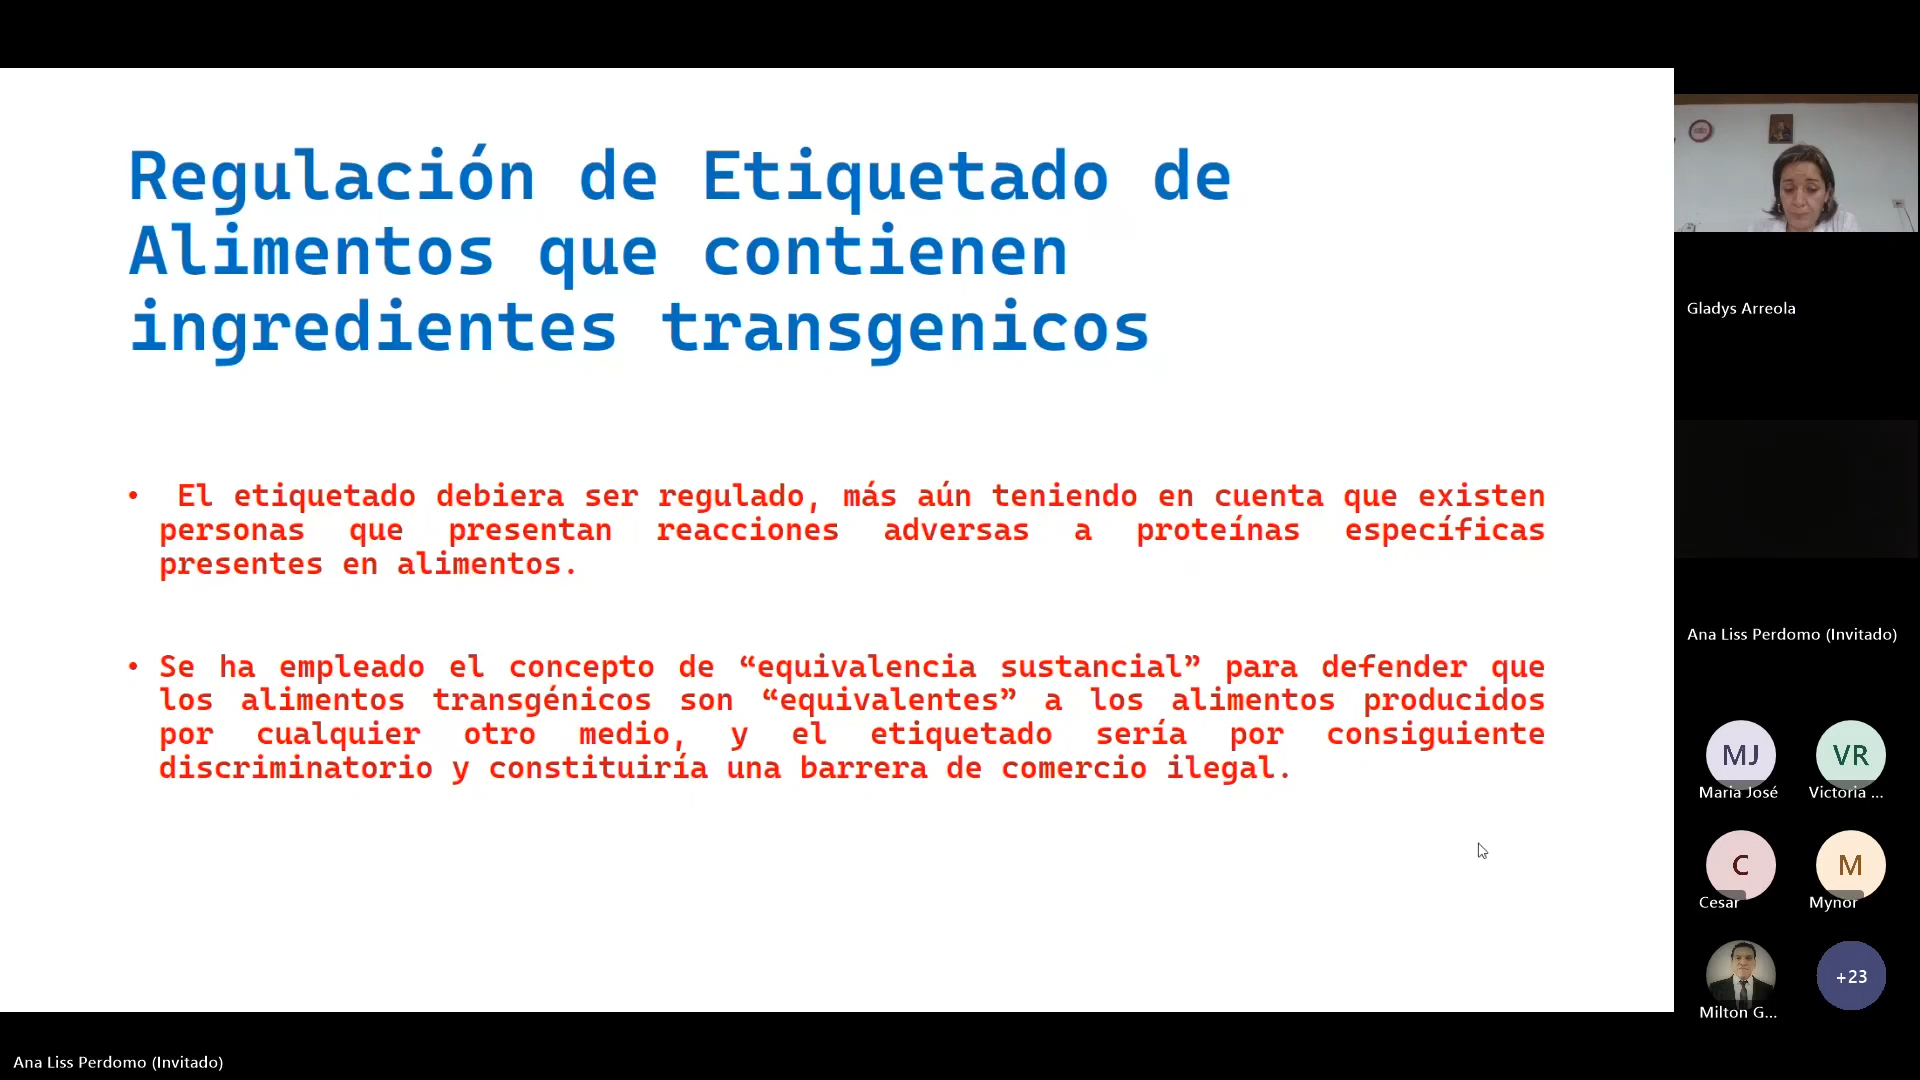 Regulación de Etiquetado de
Alimentos que contienen
ingredientes transgenicos
• El etiquetado debiera ser regulado, más aún teniendo en cuenta que existen
personas que presentan reacciones adversas a proteínas específicas
presentes en alimentos.
• Se ha empleado el concepto de “equivalencia sustancial” para defender que
los alimentos transgénicos son “equivalentes” a los alimentos producidos
por cualquier otro medio, y el etiquetado sería por consiguiente
discriminatorio y constituiría una barrera de comercio ilegal.
Gladys Arreola
Ana Liss Perdomo (Invitado)
MJ VR
Maria José Victoria ...
C M
Cesar Mynor
+23
Milton G...
Ana Liss Perdomo (Invitado)